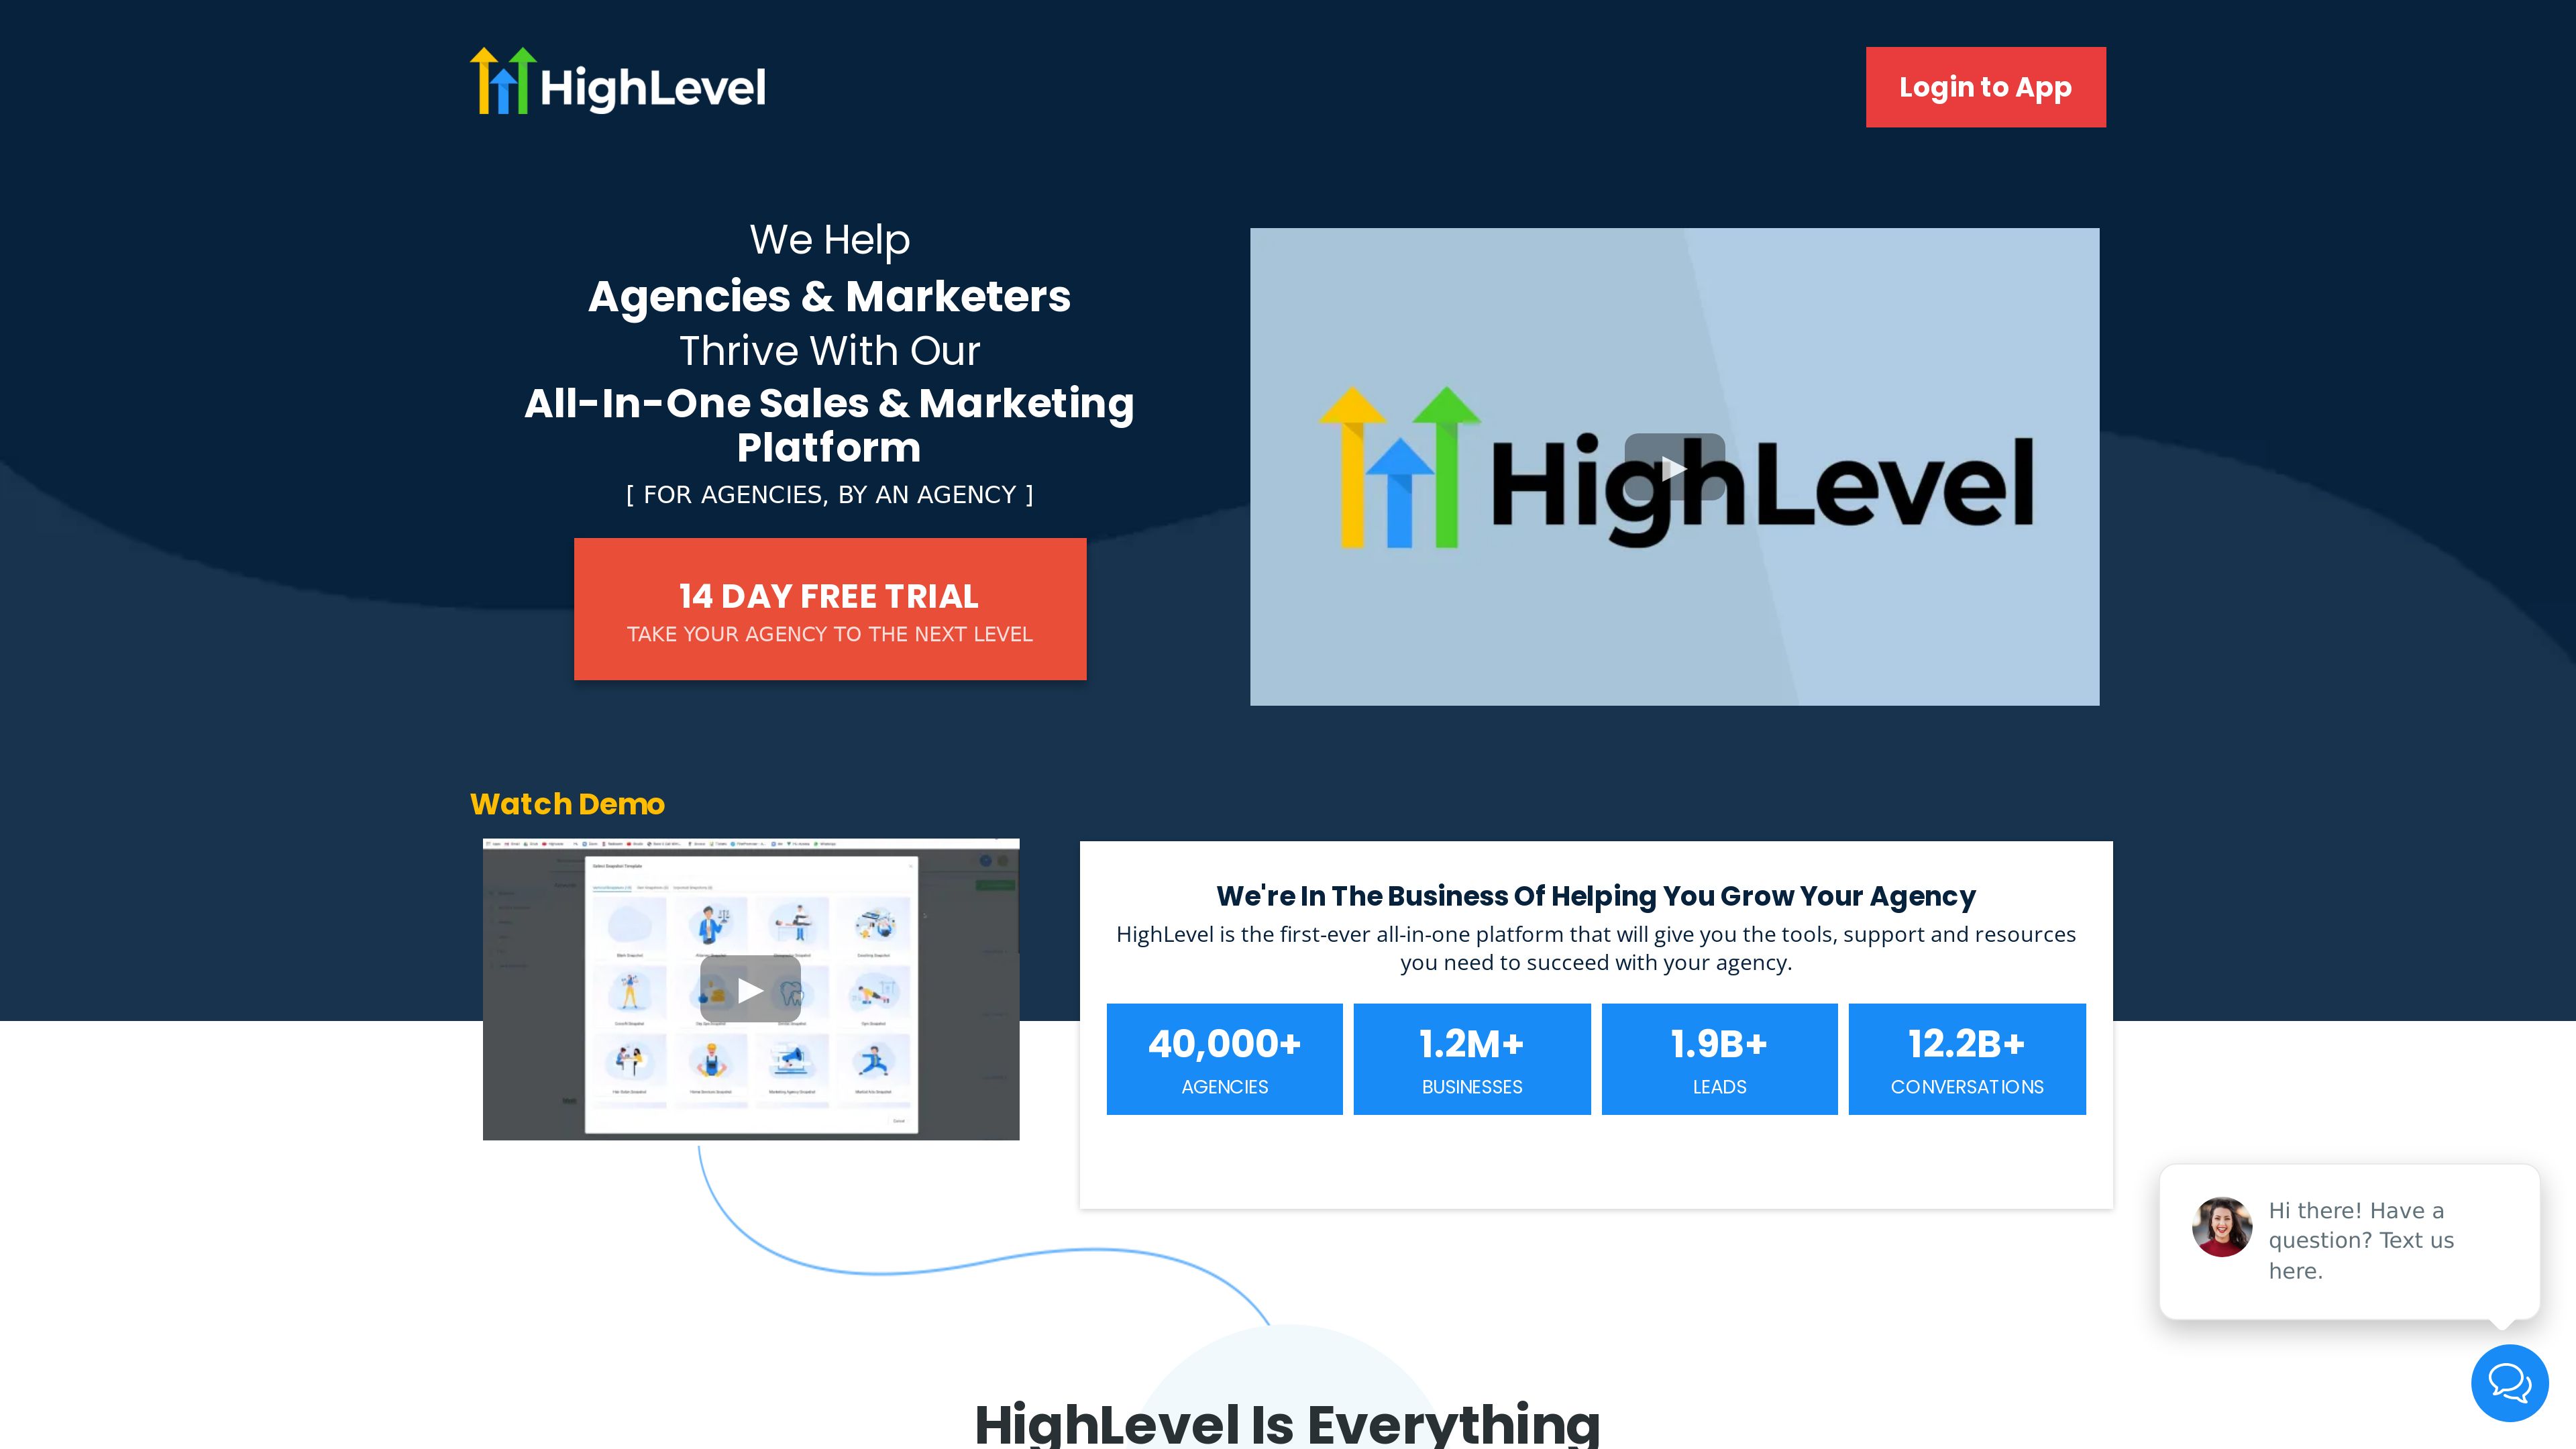 HighLevel
Login to App
We Help
Agencies & Marketers
Thrive With Our
All-In-One Sales & Marketing
Platform
[ FOR AGENCIES, BY AN AGENCY ]
14 DAY FREE TRIAL
TAKE YOUR AGENCY TO THE NEXT LEVEL
HighLevel
Watch Demo
Select Snapshot Template
We're In The Business Of Helping You Grow Your Agency
HighLevel is the first-ever all-in-one platform that will give you the tools, support and resources
you need to succeed with your agency.
40,000+
AGENCIES
1.2M+
BUSINESSES
1.9B+
LEADS
12.2B+
CONVERSATIONS
Hi there! Have a
question? Text us
here.
HighLevel Is Everything